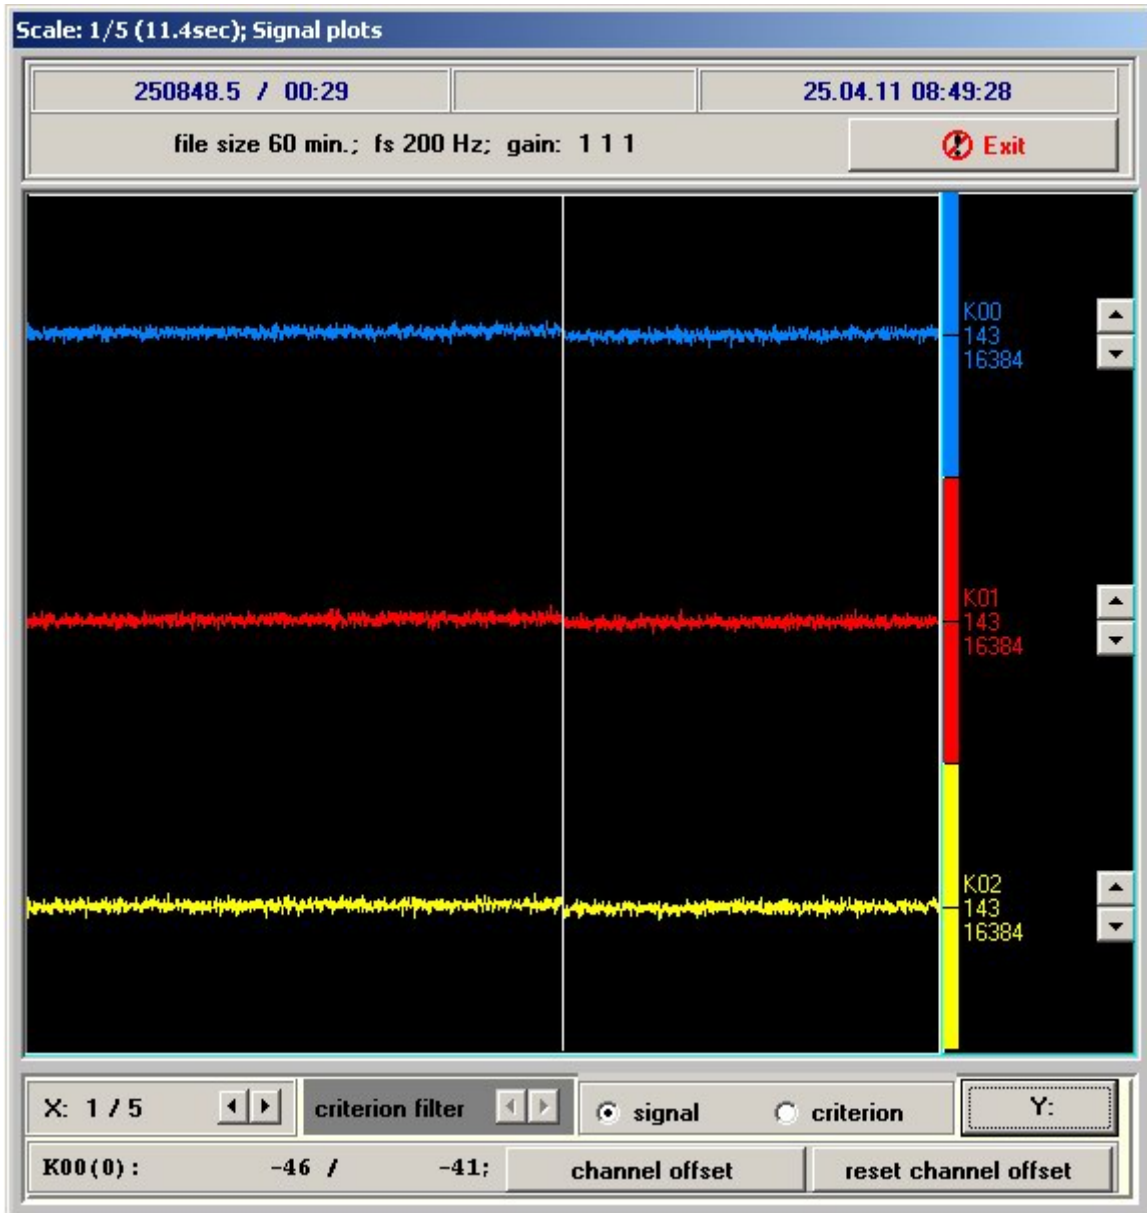 Scale: 1/5 (11.4sec); Signal plots
250848.5 / 00:29
25.04.11 08:49:28
file size 60 min.; fs 200 Hz; gain: 1 1 1
Exit
K00
143
16384
K01
143
16384
K02
143
16384
X: 1 / 5
criterion filter
signal
criterion
Y:
K00(0): -46 / -41;
channel offset
reset channel offset